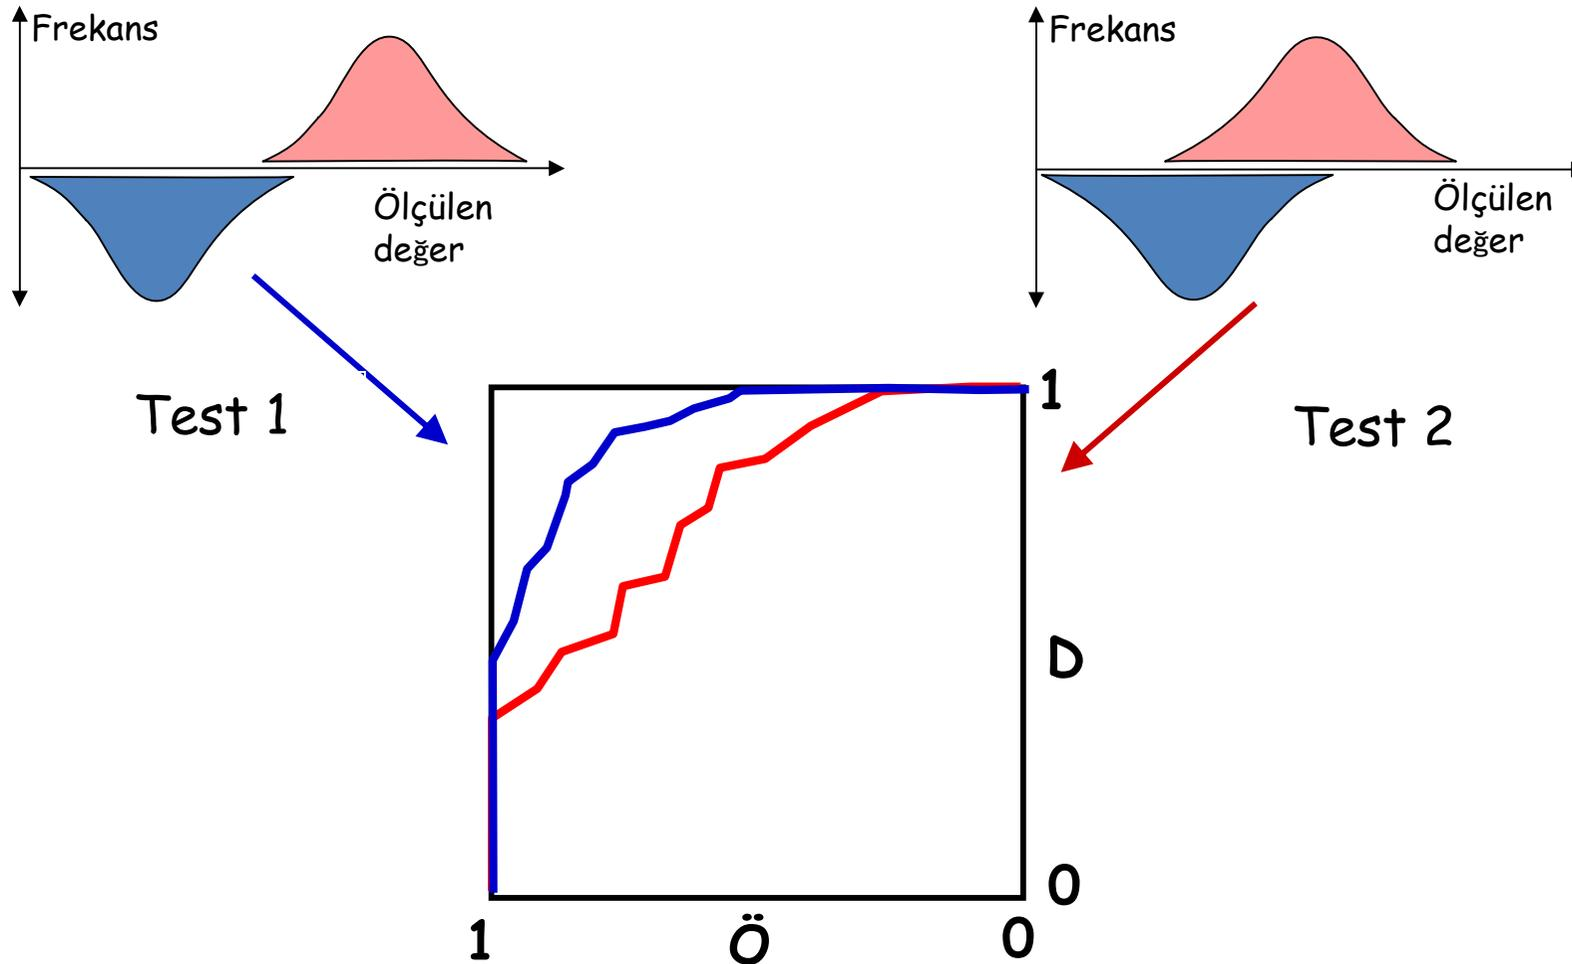 Frekans
Ölçülen
değer
Frekans
Ölçülen
değer
Test 1
Test 2
1
D
0
1
Ö
0